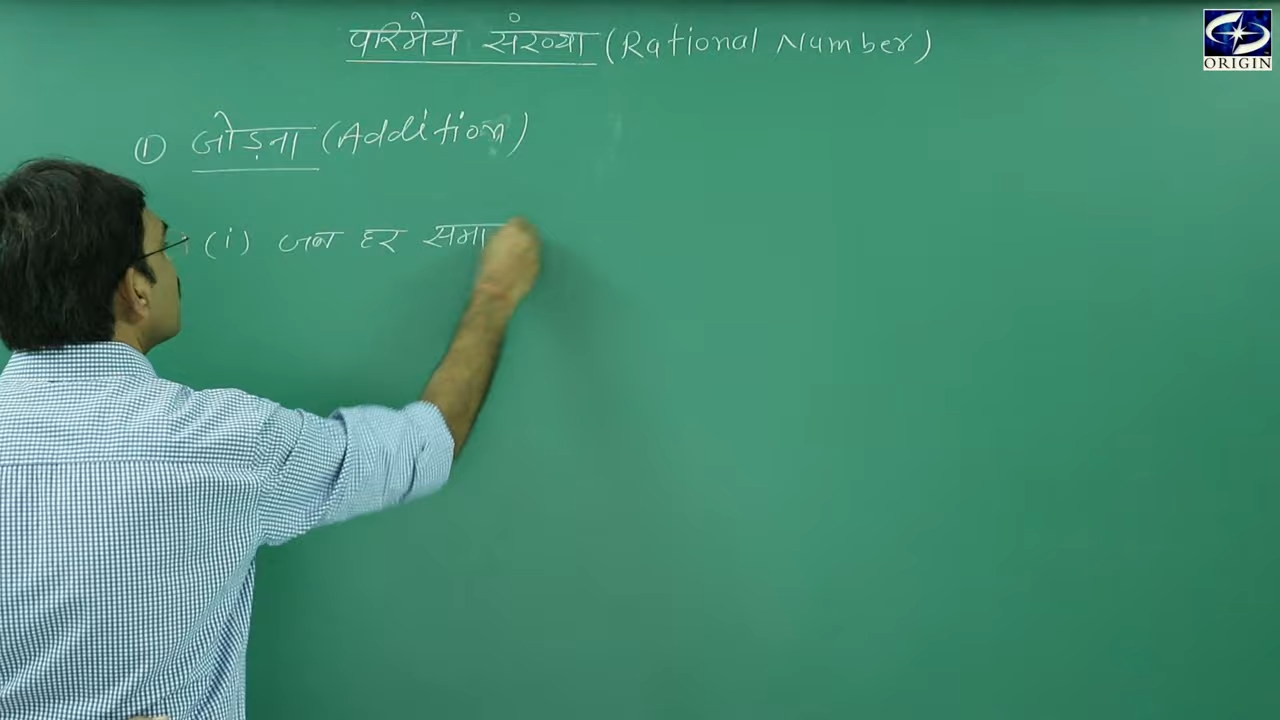 परिमेय संख्या (Rational Number)
ORIGIN
① जोड़ना (Addition)
(i) जब हर समा